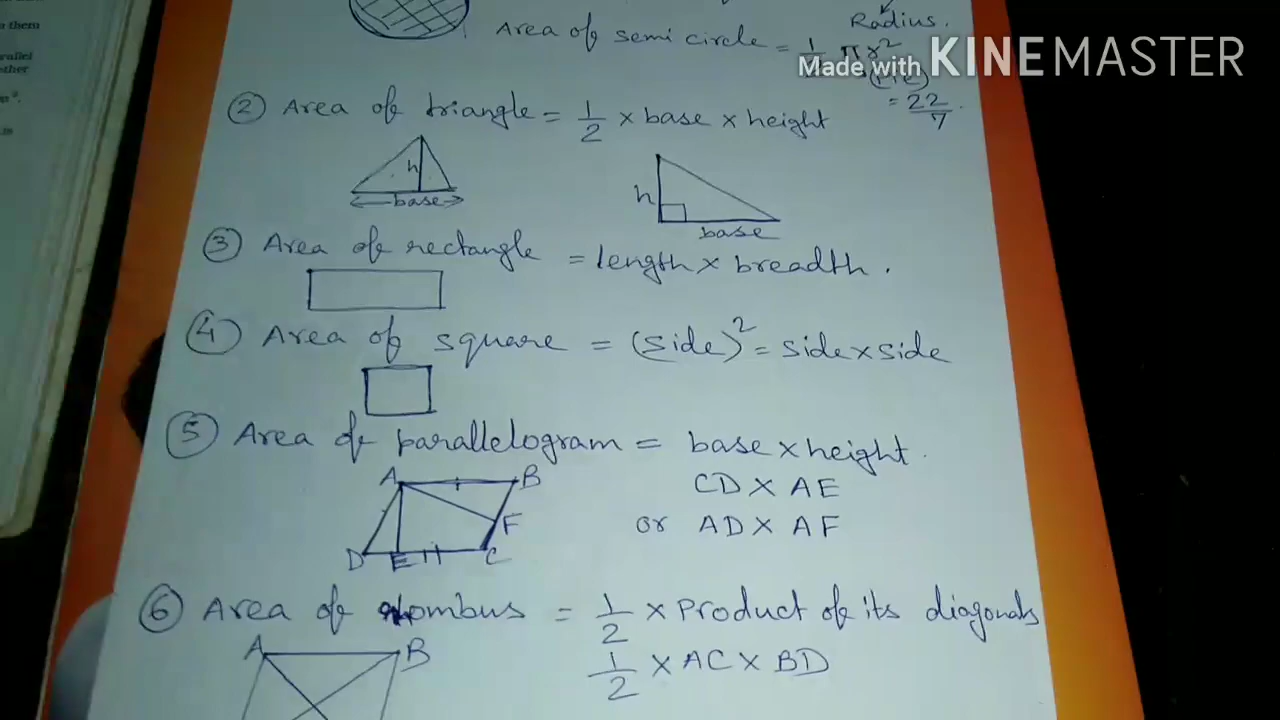 n them
rallel
ther
Radius.
Area of semi circle = 1/2 πr²
Made with KINEMASTER
= 22/7.
② Area of triangle = 1/2 × base × height
h
base
h
base
③ Area of rectangle = length × breadth.
④ Area of square = (side)² = side × side
⑤ Area of parallelogram = base × height.
A B
CD × AE
F
or AD × AF
D E C
⑥ Area of rhombus = 1/2 × Product of its diagonals
A B
1/2 × AC × BD